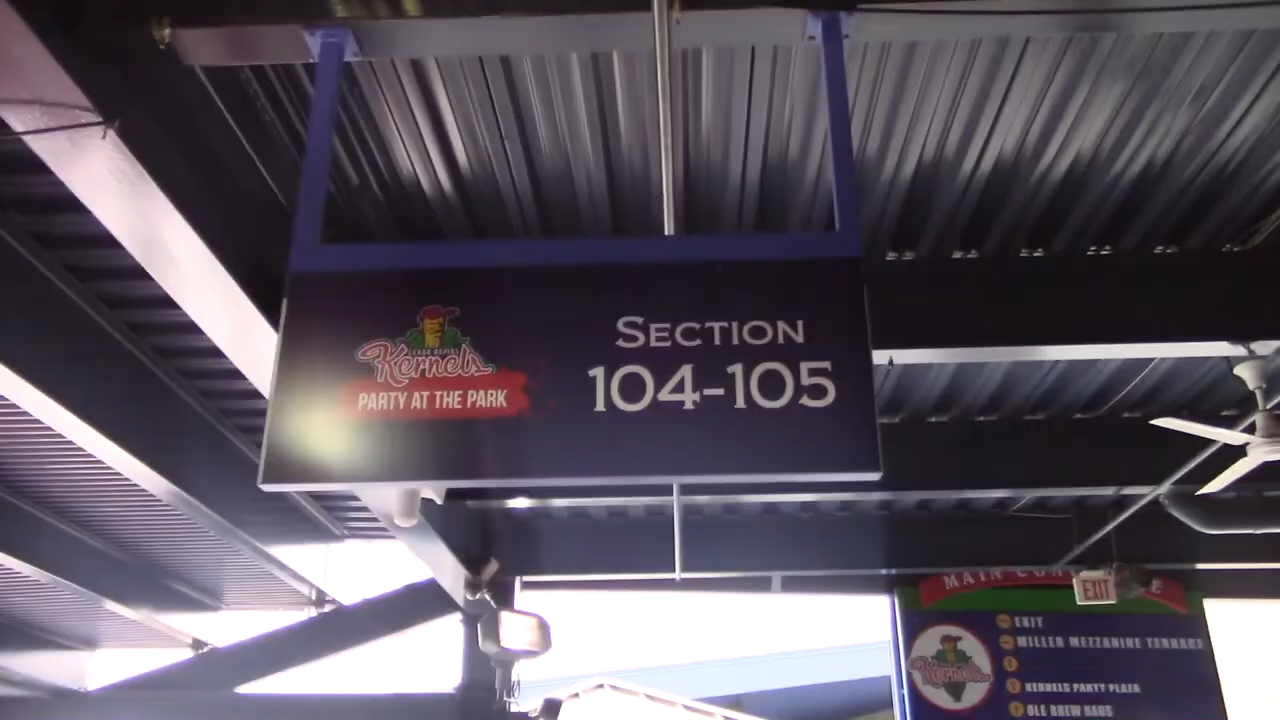 CEDAR RAPIDS
Kernels
PARTY AT THE PARK
SECTION
104-105
MAIN
EXIT
EXIT
MILLER MEZZANINE TERRACE
KERNELS PARTY PLAZA
OLE BREW HAUS
Kernels